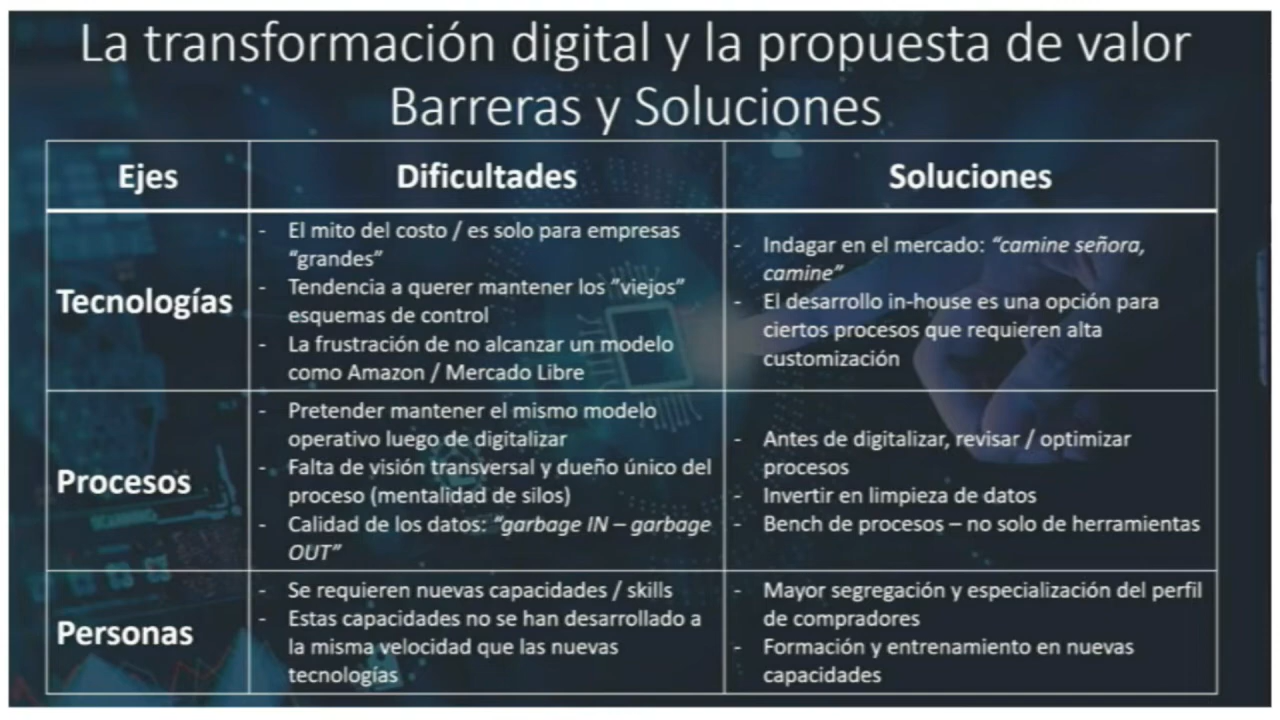 La transformación digital y la propuesta de valor
Barreras y Soluciones
Ejes
Dificultades
Soluciones
Tecnologías
- El mito del costo / es solo para empresas
"grandes"
- Tendencia a querer mantener los "viejos"
esquemas de control
- La frustración de no alcanzar un modelo
como Amazon / Mercado Libre
- Indagar en el mercado: "camine señora,
camine"
- El desarrollo in-house es una opción para
ciertos procesos que requieren alta
customización
Procesos
- Pretender mantener el mismo modelo
operativo luego de digitalizar
- Falta de visión transversal y dueño único del
proceso (mentalidad de silos)
- Calidad de los datos: "garbage IN – garbage
OUT"
- Antes de digitalizar, revisar / optimizar
procesos
- Invertir en limpieza de datos
- Bench de procesos – no solo de herramientas
Personas
- Se requieren nuevas capacidades / skills
- Estas capacidades no se han desarrollado a
la misma velocidad que las nuevas
tecnologías
- Mayor segregación y especialización del perfil
de compradores
- Formación y entrenamiento en nuevas
capacidades